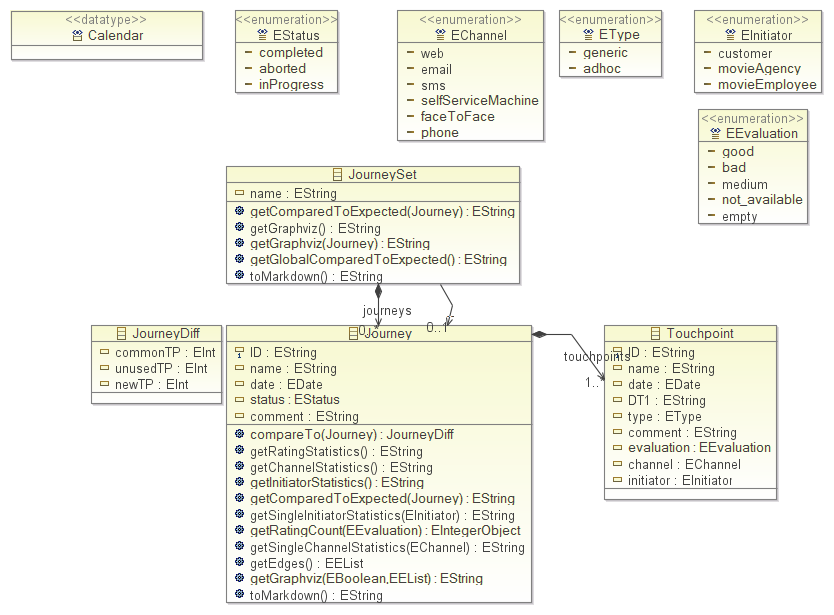 <<datatype>>
Calendar
<<enumeration>>
EStatus
completed
aborted
inProgress
<<enumeration>>
EChannel
web
email
sms
selfServiceMachine
faceToFace
phone
<<enumeration>>
EType
generic
adhoc
<<enumeration>>
EInitiator
customer
movieAgency
movieEmployee
<<enumeration>>
EEvaluation
good
bad
medium
not_available
empty
JourneySet
name : EString
getComparedToExpected(Journey) : EString
getGraphviz() : EString
getGraphviz(Journey) : EString
getGlobalComparedToExpected() : EString
toMarkdown() : EString
journeys
0..*
0..1
JourneyDiff
commonTP : EInt
unusedTP : EInt
newTP : EInt
Journey
ID : EString
name : EString
date : EDate
status : EStatus
comment : EString
compareTo(Journey) : JourneyDiff
getRatingStatistics() : EString
getChannelStatistics() : EString
getInitiatorStatistics() : EString
getComparedToExpected(Journey) : EString
getSingleInitiatorStatistics(EInitiator) : EString
getRatingCount(EEvaluation) : EIntegerObject
getSingleChannelStatistics(EChannel) : EString
getEdges() : EEList
getGraphviz(EBoolean,EEList) : EString
toMarkdown() : EString
touchpoints
1..*
Touchpoint
ID : EString
name : EString
date : EDate
DT1 : EString
type : EType
comment : EString
evaluation : EEvaluation
channel : EChannel
initiator : EInitiator